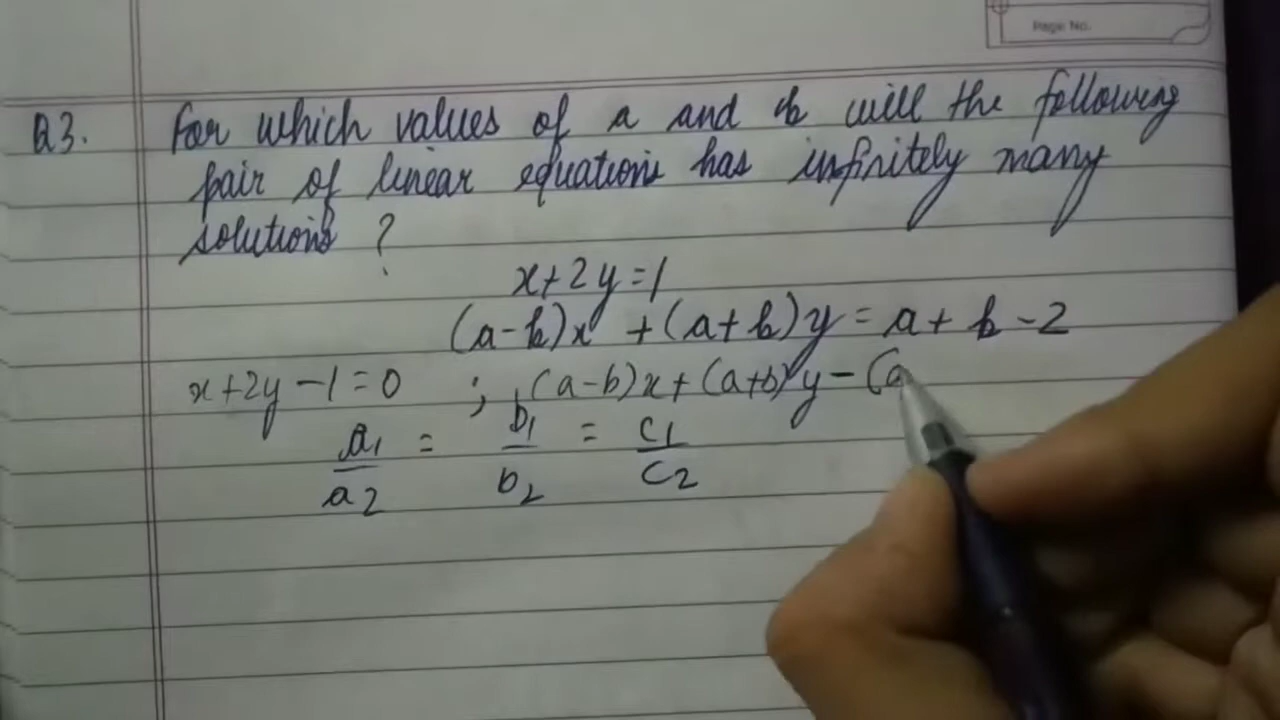 Page No.
Q3. For which values of a and b will the following
pair of linear equations has infinitely many
solutions ?
x+2y=1
(a-b)x + (a+b)y = a+b-2
x+2y-1=0 ; (a-b)x+(a+b)y-(a
a1/a2 = b1/b2 = c1/c2